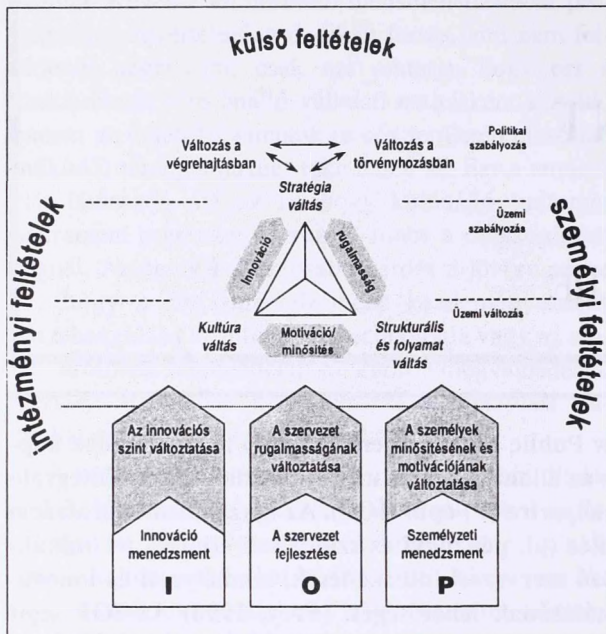 külső feltételek
Változás a
végrehajtásban
Változás a
törvényhozásban
Politikai
szabályozás
Stratégia
váltás
intézményi feltételek
Innováció
rugalmasság
Üzemi
szabályozás
személyi feltételek
Kultúra
váltás
Motiváció/
minősítés
Strukturális
és folyamat
váltás
Üzemi változás
Az innovációs
szint változtatása
A szervezet
rugalmasságának
változtatása
A személyek
minősítésének és
motivációjának
változtatása
Innováció
menedzsment
A szervezet
fejlesztése
Személyzeti
menedzsment
I
O
P